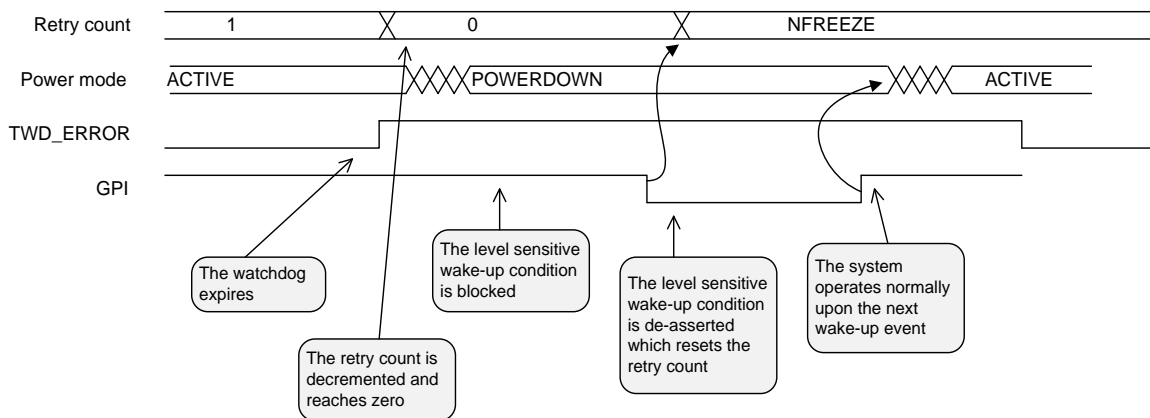 Retry count
1
0
NFREEZE
Power mode
ACTIVE
POWERDOWN
ACTIVE
TWD_ERROR
GPI
The watchdog
expires
The retry count is
decremented and
reaches zero
The level sensitive
wake-up condition
is blocked
The level sensitive
wake-up condition
is de-asserted
which resets the
retry count
The system
operates normally
upon the next
wake-up event